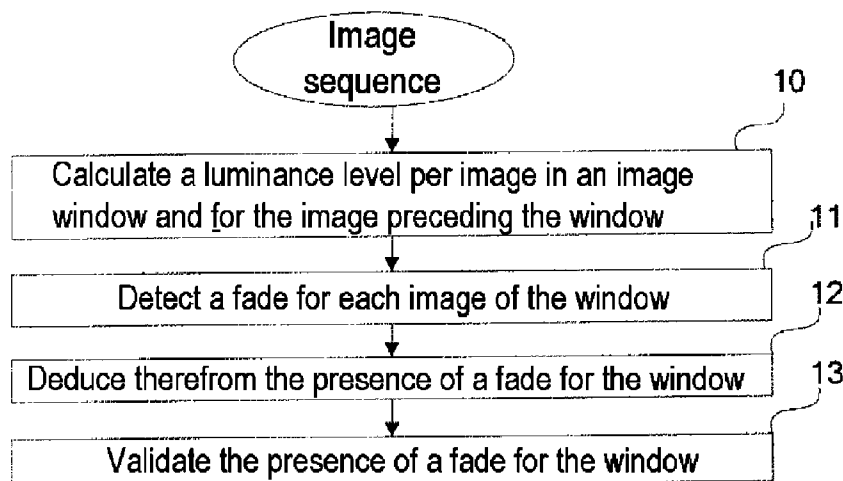 Image
sequence
10
Calculate a luminance level per image in an image
window and for the image preceding the window
11
Detect a fade for each image of the window
12
Deduce therefrom the presence of a fade for the window
13
Validate the presence of a fade for the window